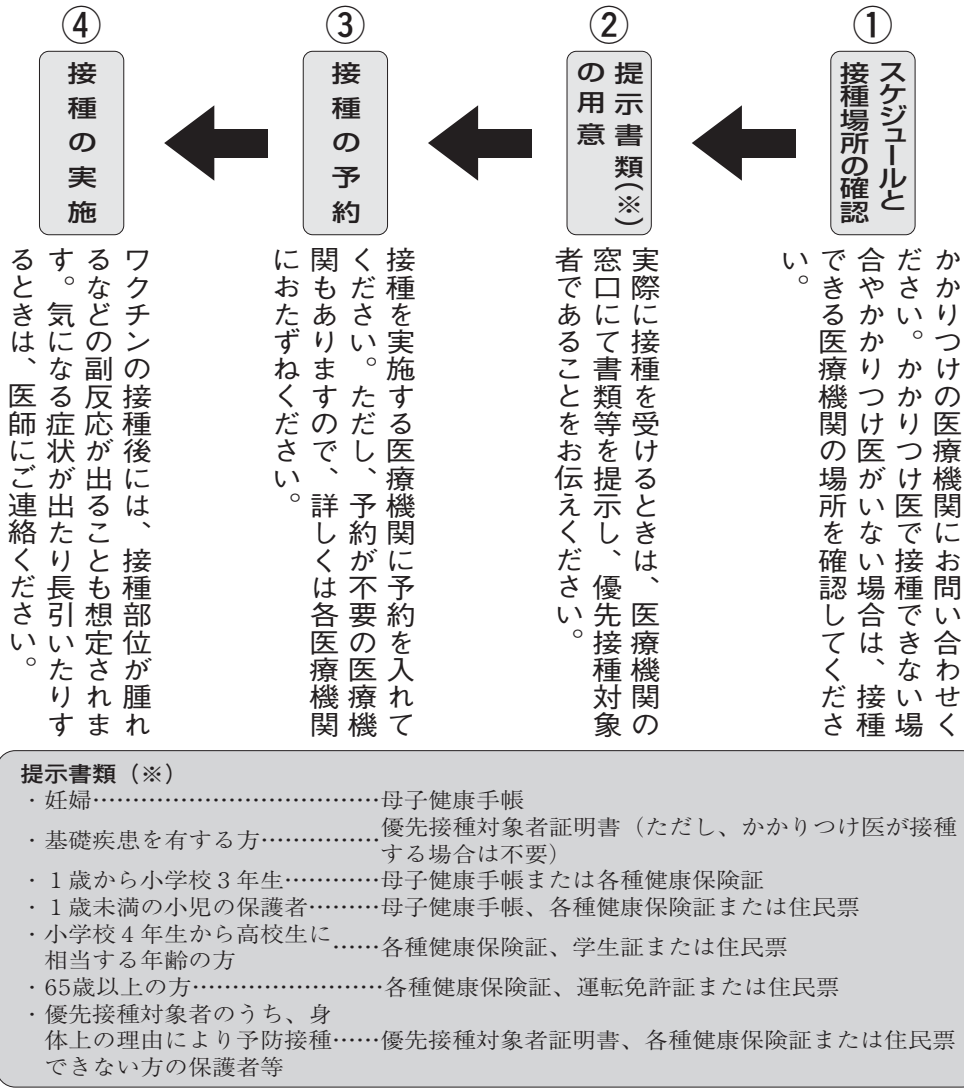 ①
スケジュールと
接種場所の確認
かかりつけの医療機関にお問い合わせく
ださい。かかりつけ医で接種できない場
合やかかりつけ医がいない場合は、接種
できる医療機関の場所を確認してくださ
い。
②
提示書類(※)
の用意
実際に接種を受けるときは、医療機関の
窓口にて書類等を提示し、優先接種対象
者であることをお伝えください。
③
接種の予約
接種を実施する医療機関に予約を入れて
ください。ただし、予約が不要の医療機
関もありますので、詳しくは各医療機関
におたずねください。
④
接種の実施
ワクチンの接種後には、接種部位が腫れ
るなどの副反応が出ることも想定されま
す。気になる症状が出たり長引いたりす
るときは、医師にご連絡ください。
提示書類(※)
・妊婦………………………………母子健康手帳
・基礎疾患を有する方……………優先接種対象者証明書(ただし、かかりつけ医が接種
する場合は不要)
・1歳から小学校3年生…………母子健康手帳または各種健康保険証
・1歳未満の小児の保護者………母子健康手帳、各種健康保険証または住民票
・小学校4年生から高校生に
相当する年齢の方……各種健康保険証、学生証または住民票
・65歳以上の方……………………各種健康保険証、運転免許証または住民票
・優先接種対象者のうち、身
体上の理由により予防接種……優先接種対象者証明書、各種健康保険証または住民票
できない方の保護者等